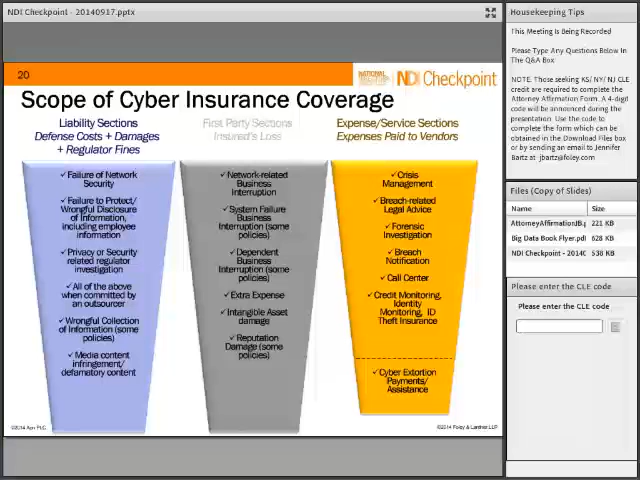 NDI Checkpoint - 20140917.pptx
20
NATIONAL
NDI Checkpoint
Scope of Cyber Insurance Coverage
Liability Sections
Defense Costs + Damages
+ Regulator Fines
✓ Failure of Network
Security
✓ Failure to Protect/
Wrongful Disclosure
of Information,
including employee
information
✓ Privacy or Security
related regulator
investigation
✓ All of the above
when committed by
an outsourcer
✓ Wrongful Collection
of Information (some
policies)
✓ Media content
infringement/
defamatory content
First Party Sections
Insured's Loss
✓ Network-related
Business
Interruption
✓ System Failure
Business
Interruption (some
policies)
✓ Dependent
Business
Interruption (some
policies)
✓ Extra Expense
✓ Intangible Asset
damage
✓ Reputation
Damage (some
policies)
Expense/Service Sections
Expenses Paid to Vendors
✓ Crisis
Management
✓ Breach-related
Legal Advice
✓ Forensic
Investigation
✓ Breach
Notification
✓ Call Center
✓ Credit Monitoring,
Identity
Monitoring, ID
Theft Insurance
✓ Cyber Extortion
Payments/
Assistance
©2014 Aon PLC
©2014 Foley & Lardner LLP
Housekeeping Tips
This Meeting Is Being Recorded
Please Type Any Questions Below In
The Q&A Box
NOTE: Those seeking KS/ NY/ NJ CLE
credit are required to complete the
Attorney Affirmation Form. A 4-digit
code will be announced during the
presentation. Use the code to
complete the form which can be
obtained in the Download Files box
or by sending an email to Jennifer
Bartz at jbartz@foley.com
Files (Copy of Slides)
Name Size
AttorneyAffirmationJB.p 221 KB
Big Data Book Flyer.pdf 628 KB
NDI Checkpoint - 2014C 538 KB
Please enter the CLE code
Please enter the CLE code